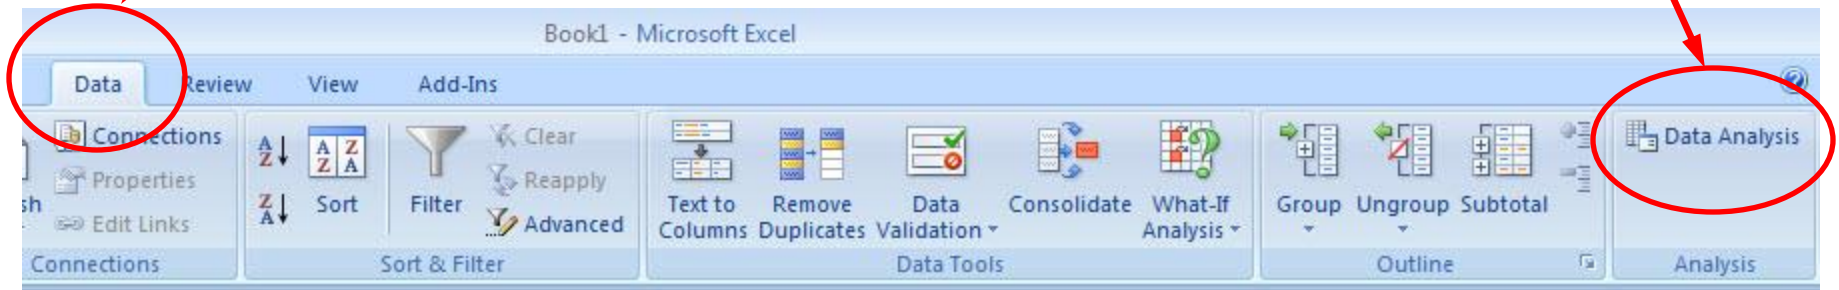 Book1 - Microsoft Excel
Data Review View Add-Ins
Connections
Properties
sh Edit Links
Connections
A
Z
Z
A
A Z
Z A
Sort
Filter
Clear
Reapply
Advanced
Sort & Filter
Text to
Columns
Remove
Duplicates
Data
Validation
Consolidate
What-If
Analysis
Data Tools
Group
Ungroup
Subtotal
Outline
Data Analysis
Analysis